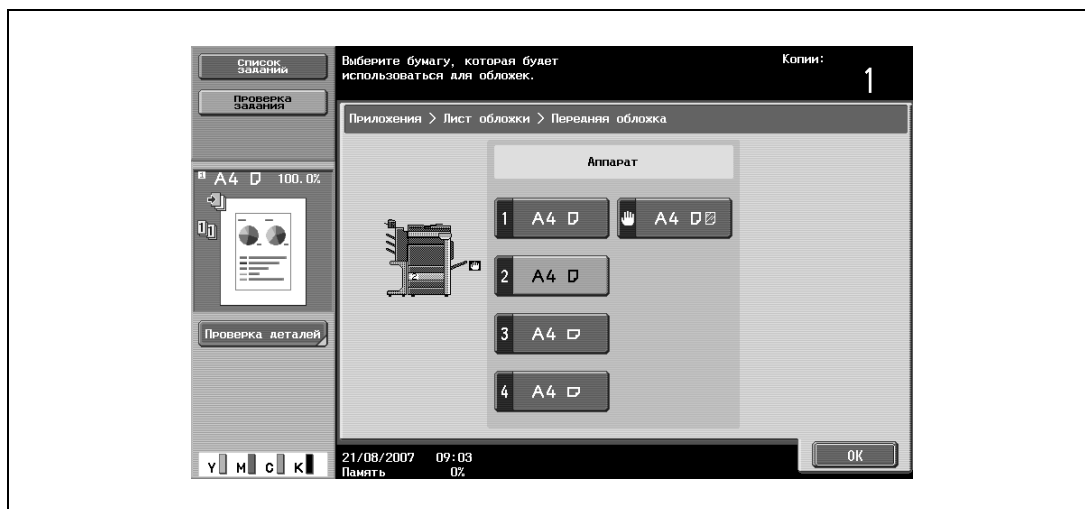 Список
заданий
Проверка
задания
A4 100.0%
Проверка деталей
Y M C K
Выберите бумагу, которая будет
использоваться для обложек.
Копии:
1
Приложения > Лист обложки > Передняя обложка
Аппарат
1 A4
A4
2 A4
3 A4
4 A4
2
21/08/2007 09:03
Память 0%
OK